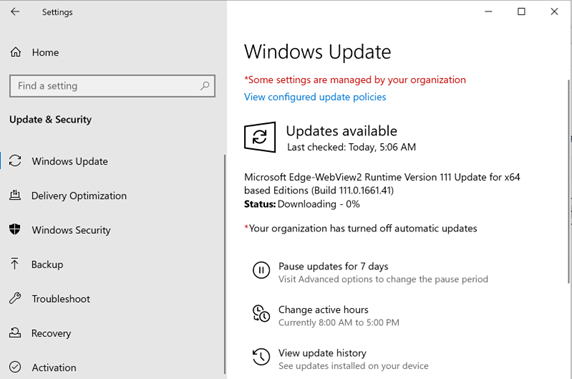 Settings
Home
Find a setting
Update & Security
Windows Update
Delivery Optimization
Windows Security
Backup
Troubleshoot
Recovery
Activation
Windows Update
*Some settings are managed by your organization
View configured update policies
Updates available
Last checked: Today, 5:06 AM
Microsoft Edge-WebView2 Runtime Version 111 Update for x64
based Editions (Build 111.0.1661.41)
Status: Downloading - 0%
*Your organization has turned off automatic updates
Pause updates for 7 days
Visit Advanced options to change the pause period
Change active hours
Currently 8:00 AM to 5:00 PM
View update history
See updates installed on your device